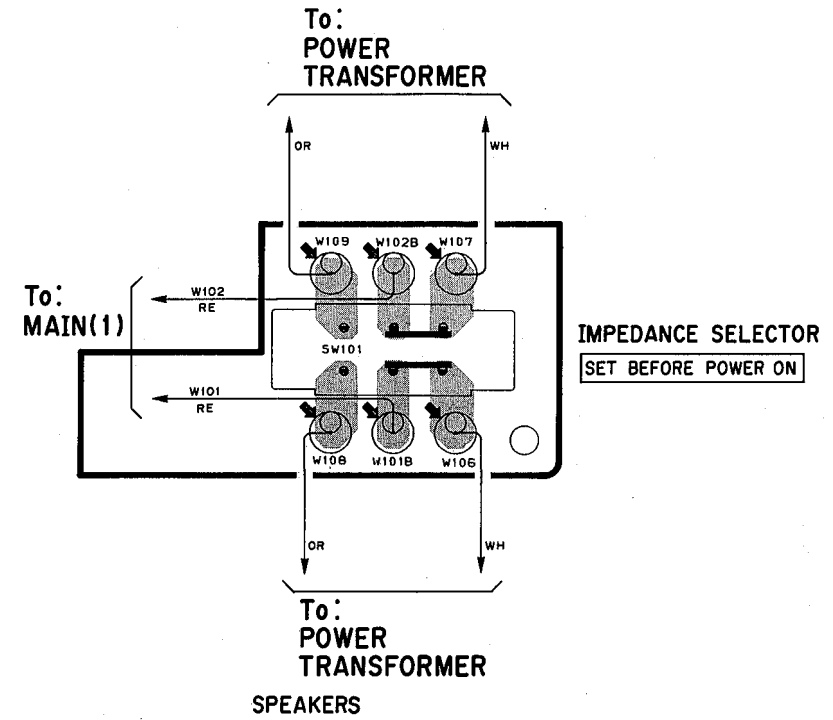 To:
POWER
TRANSFORMER
OR
WH
W109
W102B
W107
To:
MAIN(1)
W102
RE
SW101
IMPEDANCE SELECTOR
SET BEFORE POWER ON
W101
RE
W108
W101B
W106
OR
WH
To:
POWER
TRANSFORMER
SPEAKERS